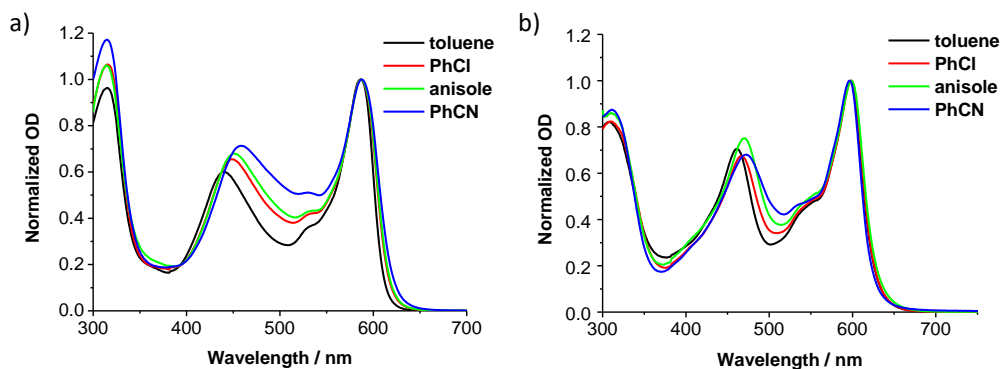 a)
Normalized OD
1.2
1.0
0.8
0.6
0.4
0.2
0.0
300
400
500
600
700
Wavelength / nm
toluene
PhCl
anisole
PhCN
b)
Normalized OD
1.2
1.0
0.8
0.6
0.4
0.2
0.0
300
400
500
600
700
Wavelength / nm
toluene
PhCl
anisole
PhCN